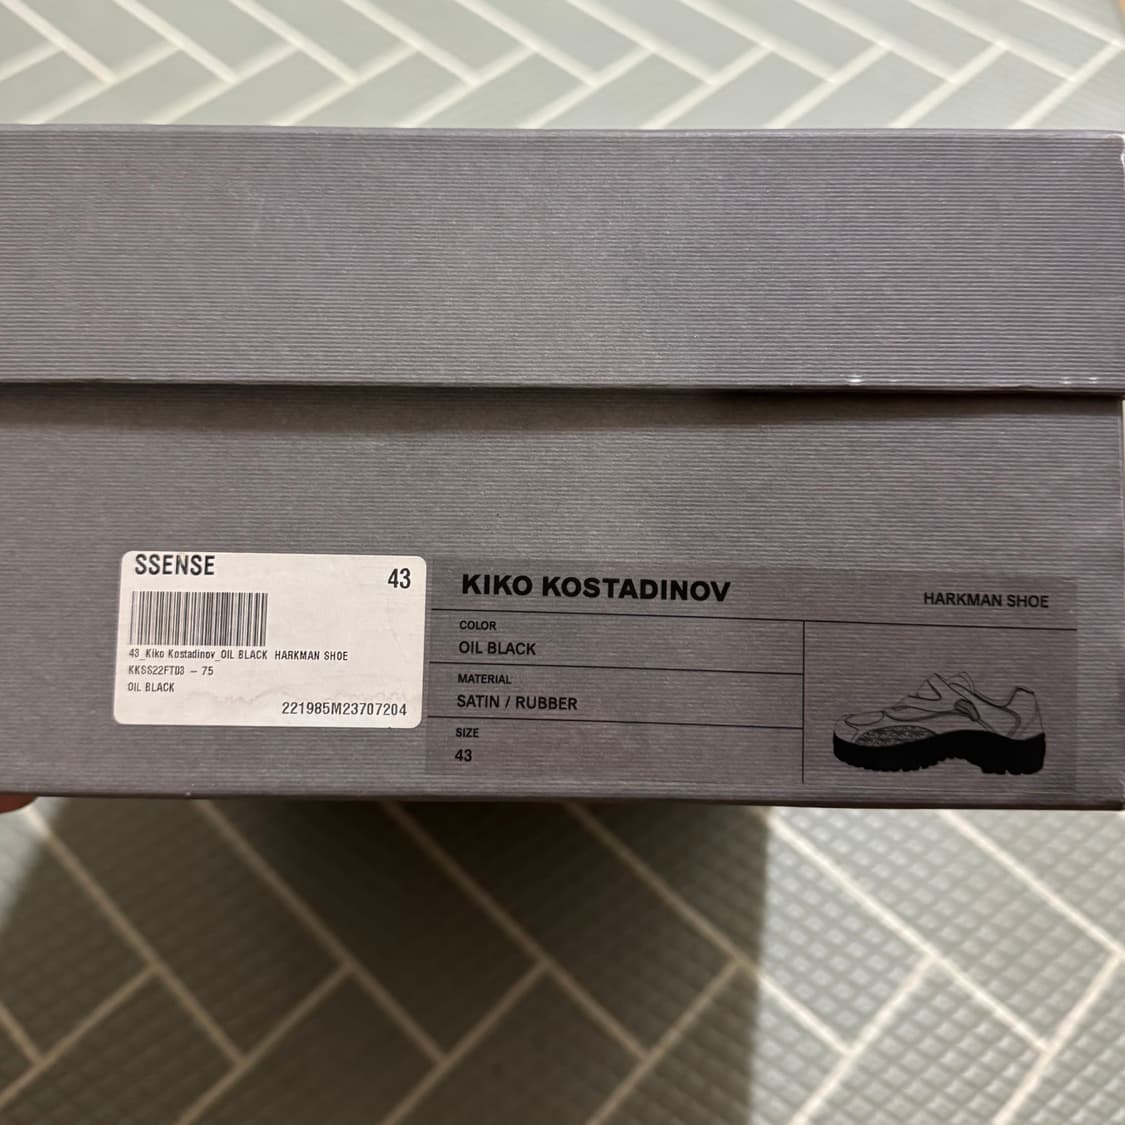 SSENSE
43
43_Kiko Kostadinov_OIL BLACK HARKMAN SHOE
KKSS22FT03 - 75
OIL BLACK
221985M23707204
KIKO KOSTADINOV
HARKMAN SHOE
COLOR
OIL BLACK
MATERIAL
SATIN / RUBBER
SIZE
43